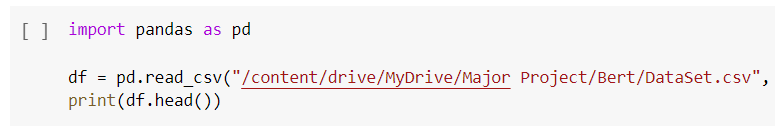 [ ] import pandas as pd
df = pd.read_csv("/content/drive/MyDrive/Major Project/Bert/DataSet.csv",
print(df.head())